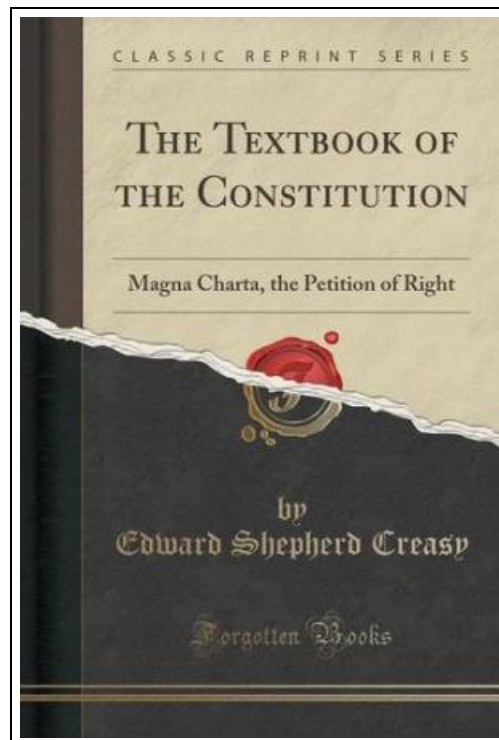 CLASSIC REPRINT SERIES
THE TEXTBOOK OF
THE CONSTITUTION
Magna Charta, the Petition of Right
by
Edward Shepherd Creasy
Forgotten Books